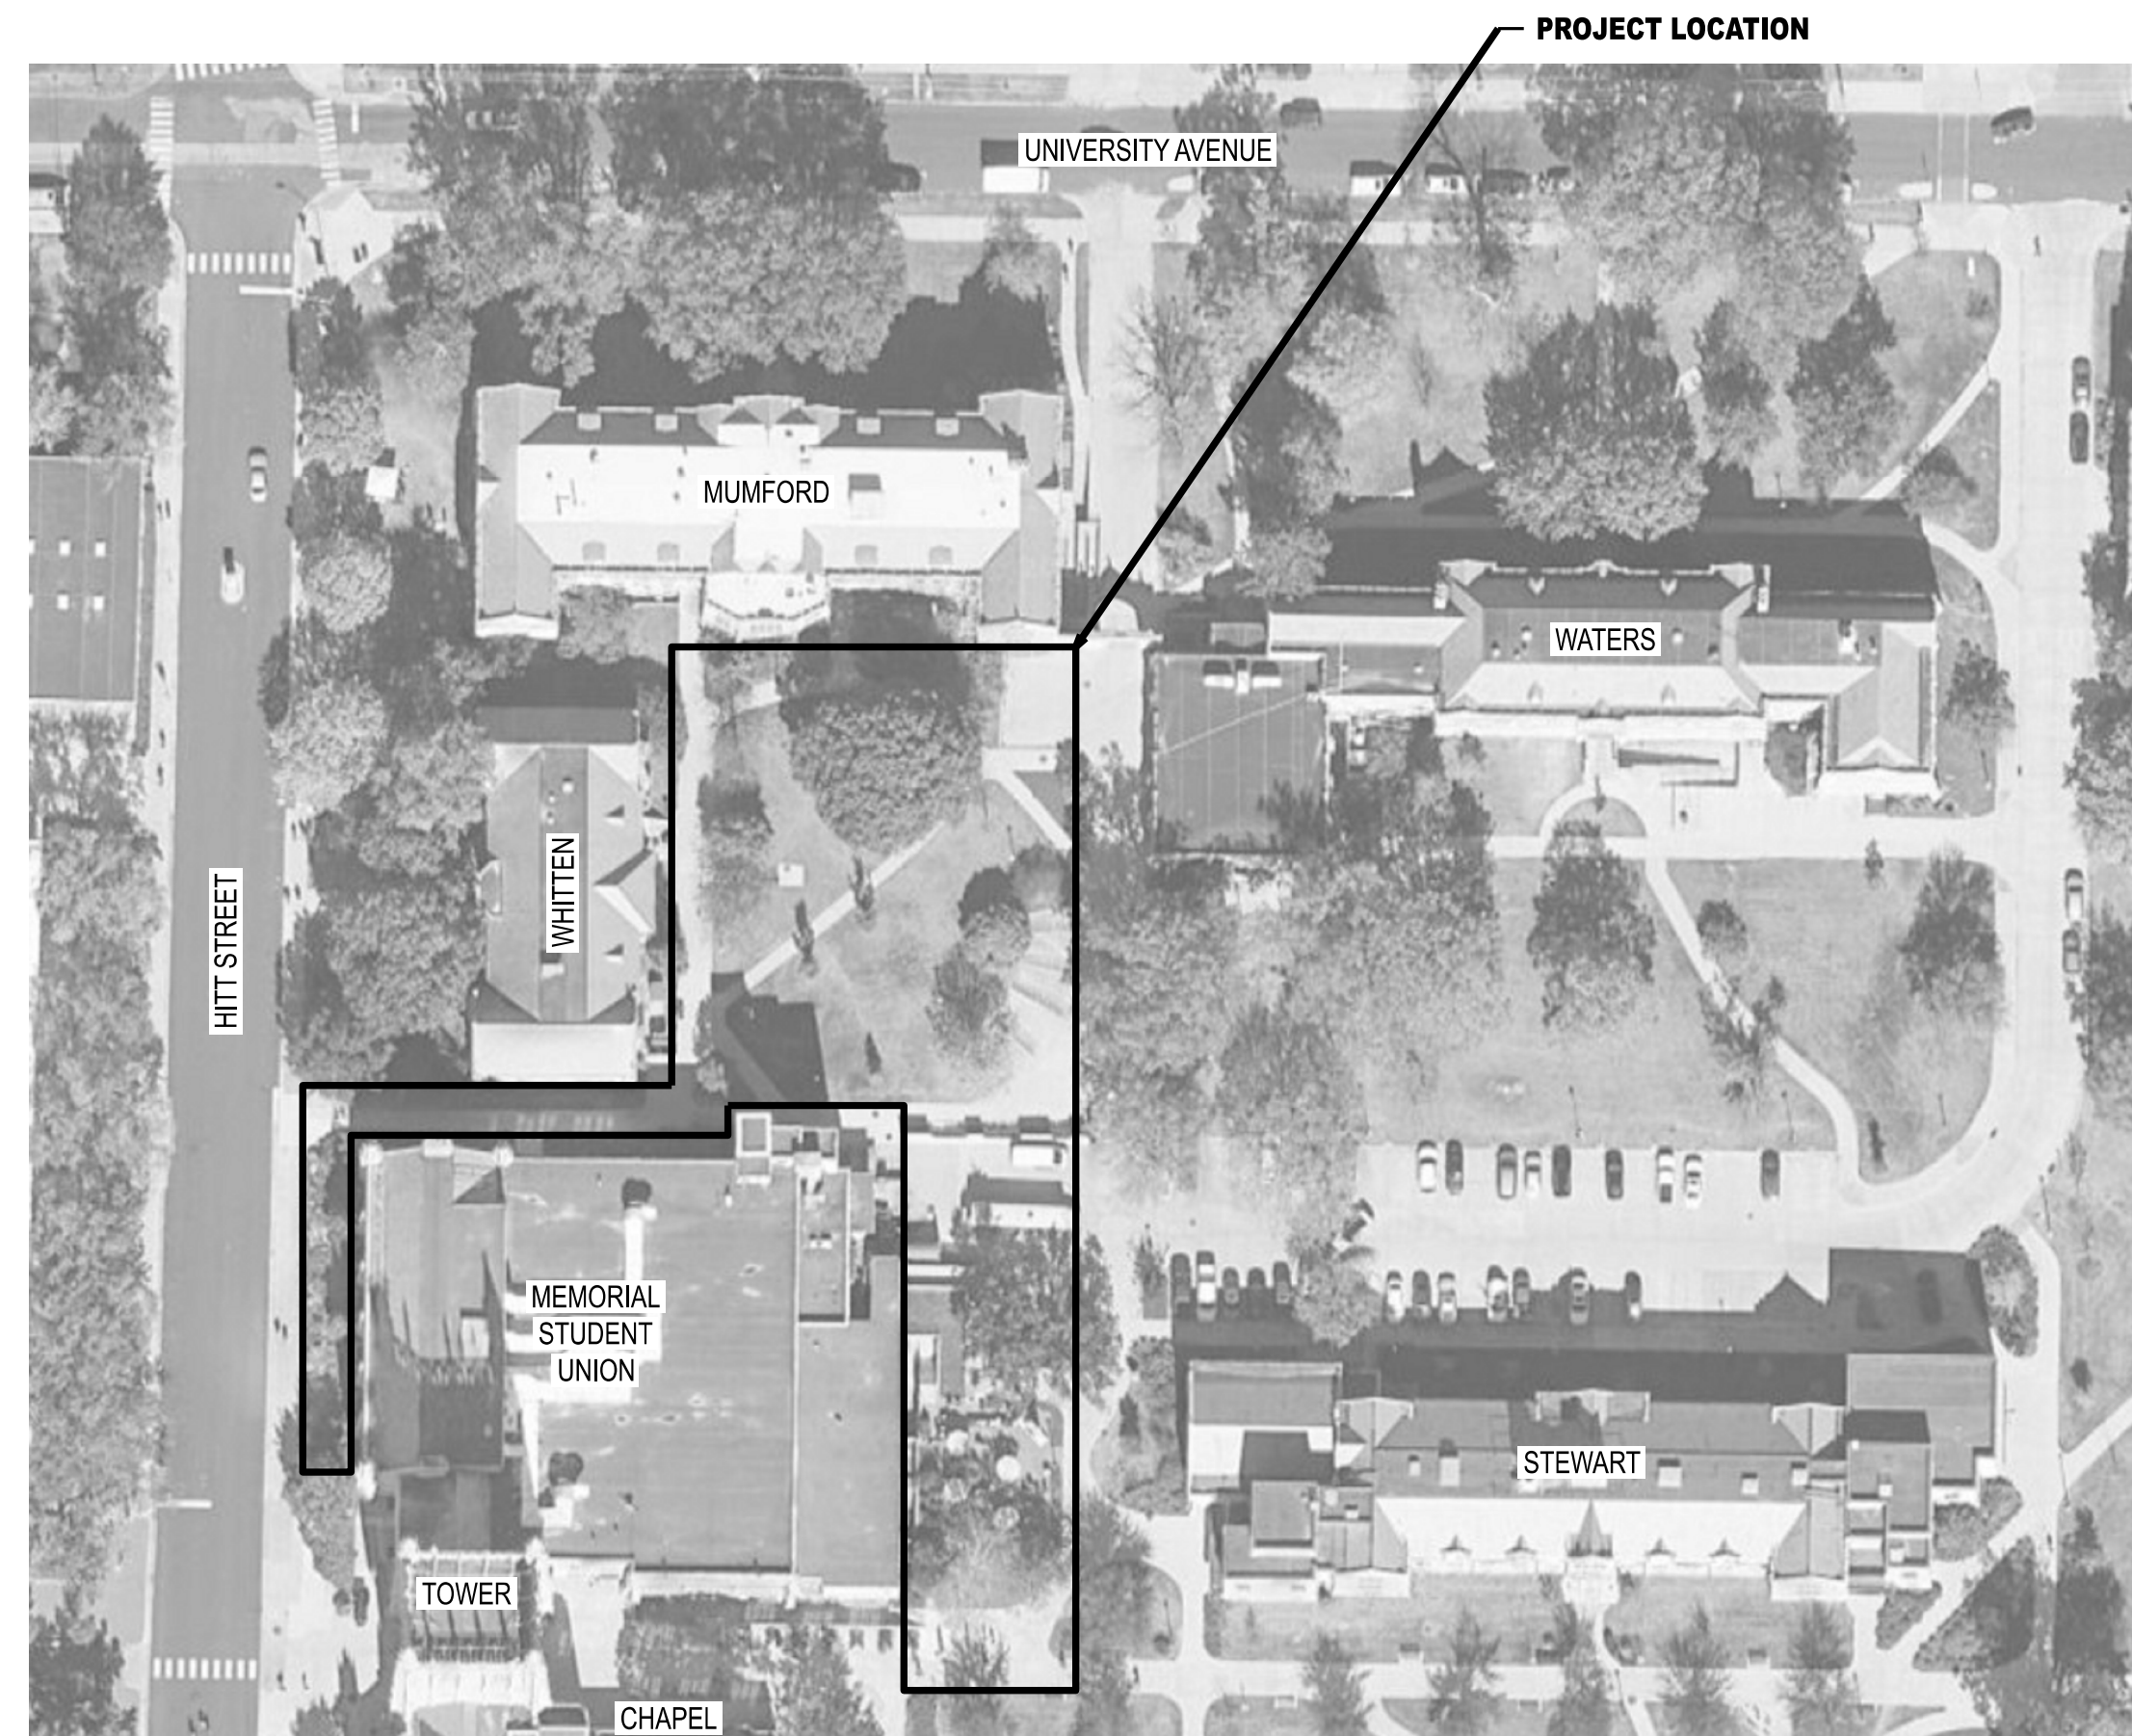 PROJECT LOCATION
UNIVERSITY AVENUE
MUMFORD
WATERS
WHITTEN
HITT STREET
MEMORIAL
STUDENT
UNION
STEWART
TOWER
CHAPEL